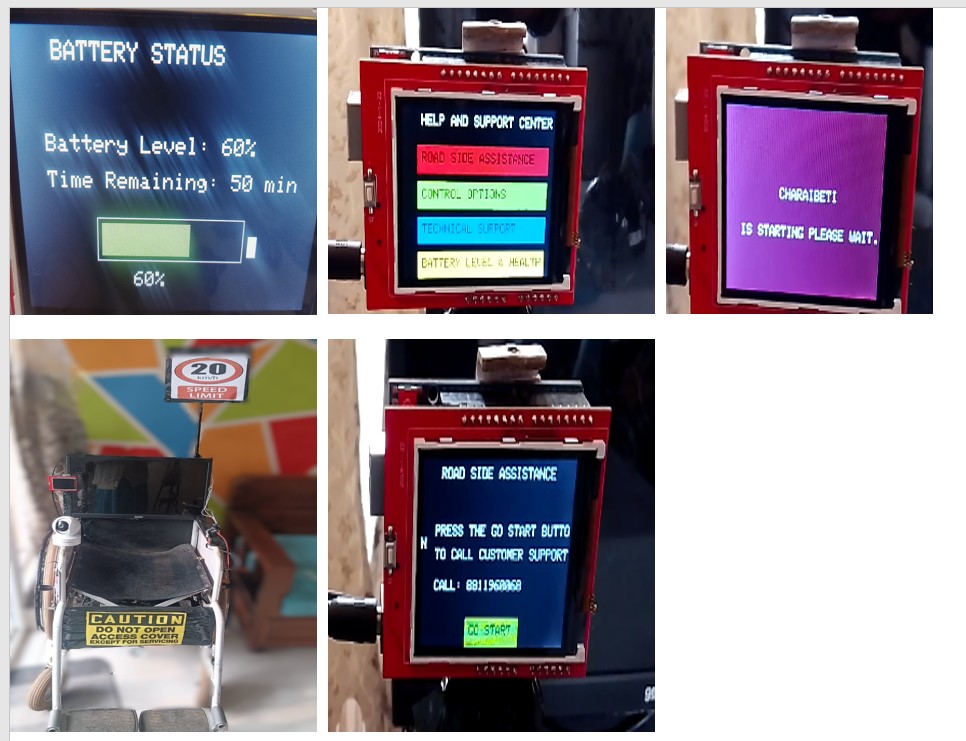 BATTERY STATUS
Battery Level: 60%
Time Remaining: 50 min
60%
HELP AND SUPPORT CENTER
ROAD SIDE ASSISTANCE
CONTROL OPTIONS
TECHNICAL SUPPORT
BATTERY LEVEL & HEALTH
CHARAIBETI
IS STARTING PLEASE WAIT.
20
km/h
SPEED
LIMIT
CAUTION
DO NOT OPEN
ACCESS COVER
EXCEPT FOR SERVICING
ROAD SIDE ASSISTANCE
PRESS THE GO START BUTTO
N
TO CALL CUSTOMER SUPPORT
CALL: 8811960068
GO START